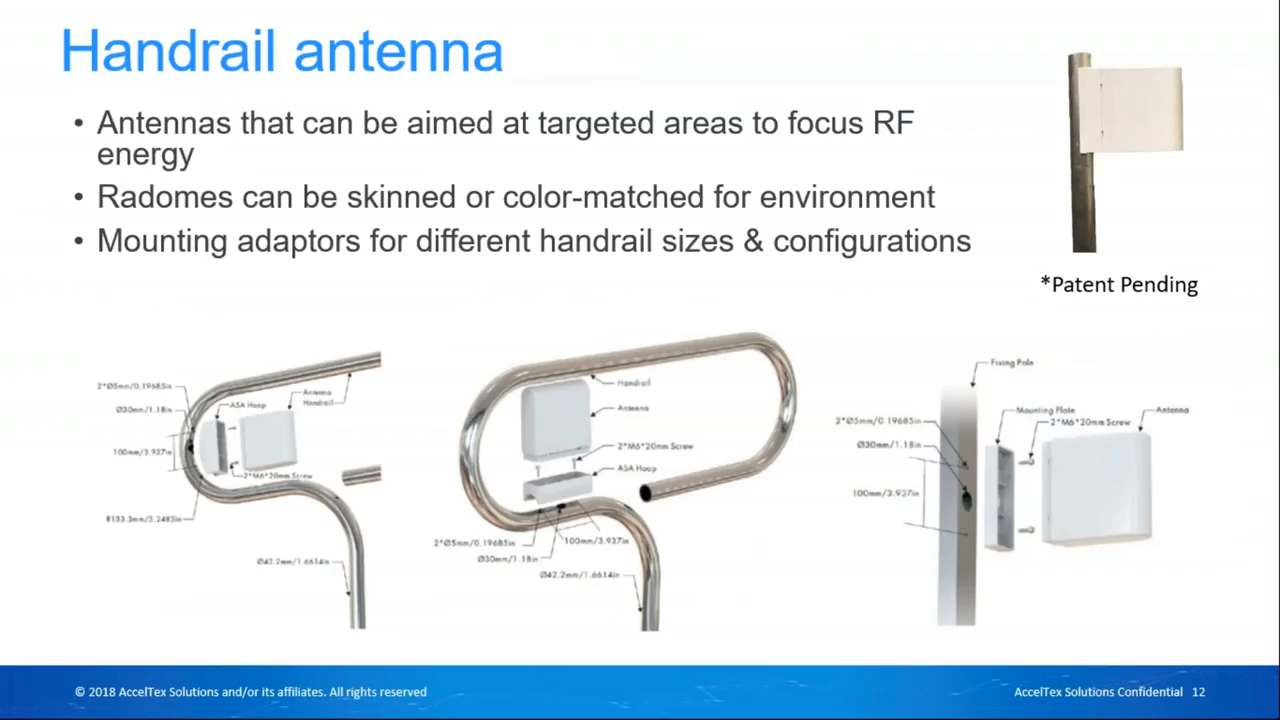 Handrail antenna
• Antennas that can be aimed at targeted areas to focus RF
energy
• Radomes can be skinned or color-matched for environment
• Mounting adaptors for different handrail sizes & configurations
*Patent Pending
2*Ø5mm/0.19685in
Ø30mm/1.18in
100mm/3.937in
ASA Hoop
Antenna
Handrail
2*M6*20mm Screw
R133.3mm/5.2483in
Ø42.2mm/1.6614in
Handrail
Antenna
2*M6*20mm Screw
ASA Hoop
2*Ø5mm/0.19685in
100mm/3.937in
Ø30mm/1.18in
Ø42.2mm/1.6614in
Fixing Pole
Mounting Plate
Antenna
2*M6*20mm Screw
2*Ø5mm/0.19685in
Ø30mm/1.18in
100mm/3.937in
© 2018 AccelTex Solutions and/or its affiliates. All rights reserved
AccelTex Solutions Confidential 12